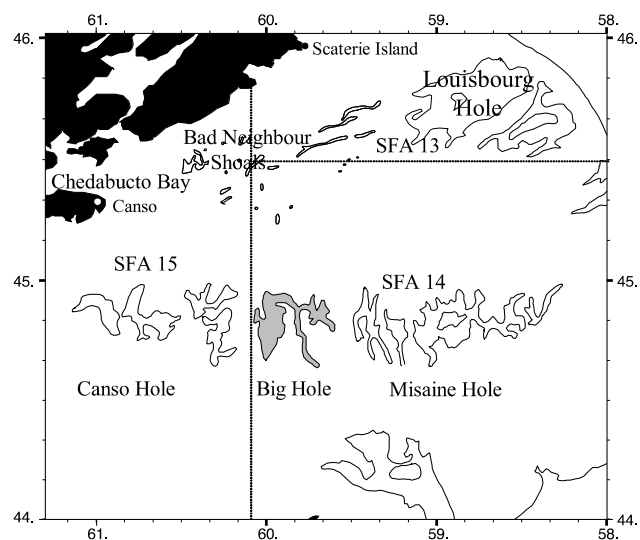 61. 60. 59. 58.
46. 46.
Scaterie Island
Louisbourg
Hole
Bad Neighbour
Shoals
SFA 13
Chedabucto Bay
Canso
SFA 15
45. 45.
SFA 14
Canso Hole
Big Hole
Misaine Hole
44. 44.
61. 60. 59. 58.